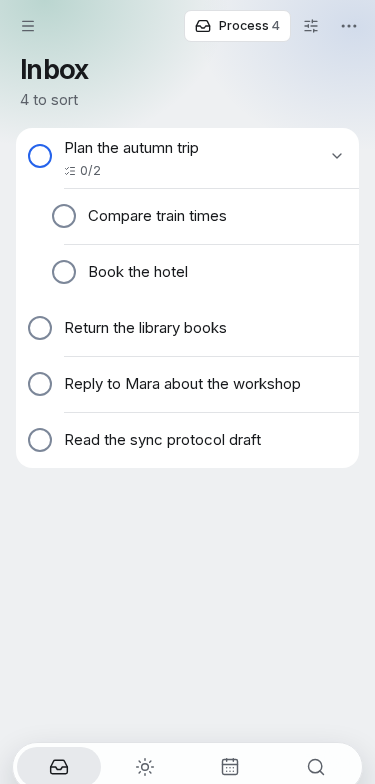 Process 4
Inbox
4 to sort
Plan the autumn trip
0/2
Compare train times
Book the hotel
Return the library books
Reply to Mara about the workshop
Read the sync protocol draft